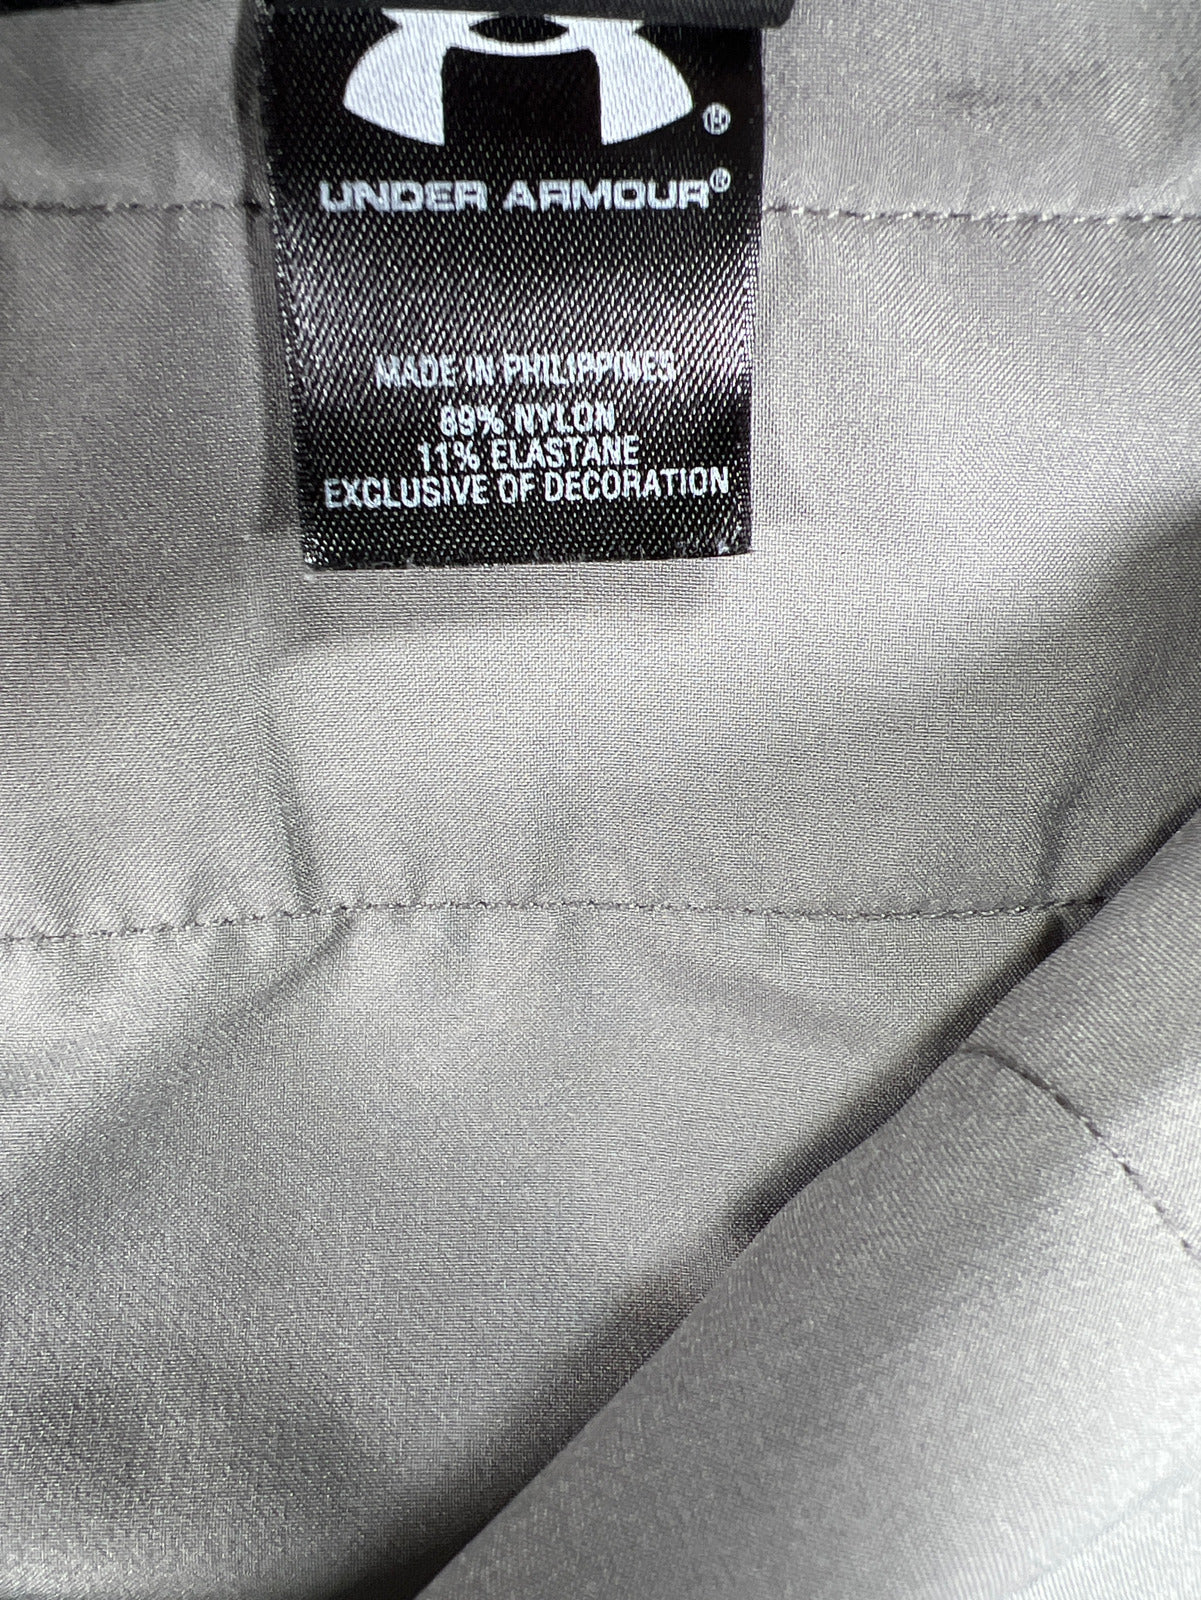 ®
UNDER ARMOUR®
MADE IN PHILIPPINES
89% NYLON
11% ELASTANE
EXCLUSIVE OF DECORATION